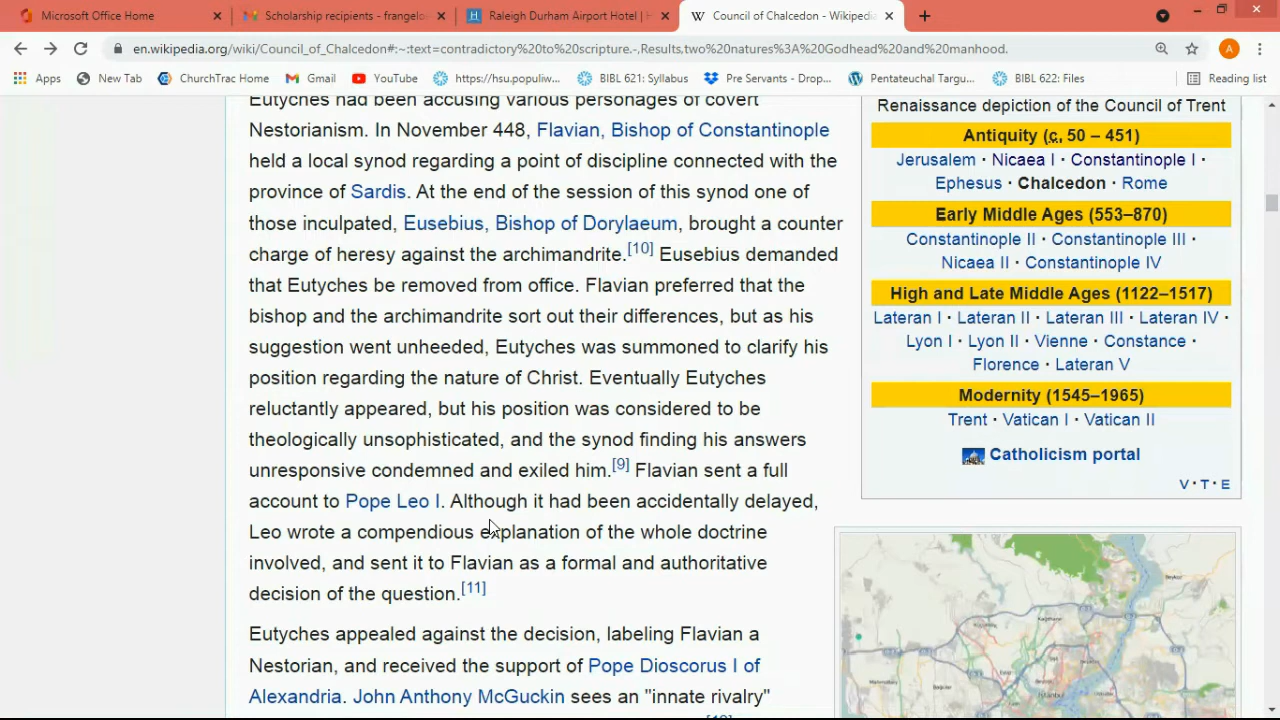 Microsoft Office Home
Scholarship recipients - frangelo
Raleigh Durham Airport Hotel | H
Council of Chalcedon - Wikipedia
en.wikipedia.org/wiki/Council_of_Chalcedon#:~:text=contradictory%20to%20scripture.-,Results,two%20natures%3A%20Godhead%20and%20manhood.
A
Apps
New Tab
ChurchTrac Home
Gmail
YouTube
https://hsu.populiw...
BIBL 621: Syllabus
Pre Servants - Drop...
Pentateuchal Targu...
BIBL 622: Files
Reading list
Eutyches had been accusing various personages of covert
Nestorianism. In November 448, Flavian, Bishop of Constantinople
held a local synod regarding a point of discipline connected with the
province of Sardis. At the end of the session of this synod one of
those inculpated, Eusebius, Bishop of Dorylaeum, brought a counter
charge of heresy against the archimandrite.[10] Eusebius demanded
that Eutyches be removed from office. Flavian preferred that the
bishop and the archimandrite sort out their differences, but as his
suggestion went unheeded, Eutyches was summoned to clarify his
position regarding the nature of Christ. Eventually Eutyches
reluctantly appeared, but his position was considered to be
theologically unsophisticated, and the synod finding his answers
unresponsive condemned and exiled him.[9] Flavian sent a full
account to Pope Leo I. Although it had been accidentally delayed,
Leo wrote a compendious explanation of the whole doctrine
involved, and sent it to Flavian as a formal and authoritative
decision of the question.[11]
Eutyches appealed against the decision, labeling Flavian a
Nestorian, and received the support of Pope Dioscorus I of
Alexandria. John Anthony McGuckin sees an "innate rivalry"
Renaissance depiction of the Council of Trent
Antiquity (c. 50 – 451)
Jerusalem · Nicaea I · Constantinople I ·
Ephesus · Chalcedon · Rome
Early Middle Ages (553–870)
Constantinople II · Constantinople III ·
Nicaea II · Constantinople IV
High and Late Middle Ages (1122–1517)
Lateran I · Lateran II · Lateran III · Lateran IV ·
Lyon I · Lyon II · Vienne · Constance ·
Florence · Lateran V
Modernity (1545–1965)
Trent · Vatican I · Vatican II
Catholicism portal
V · T · E
Istanbul